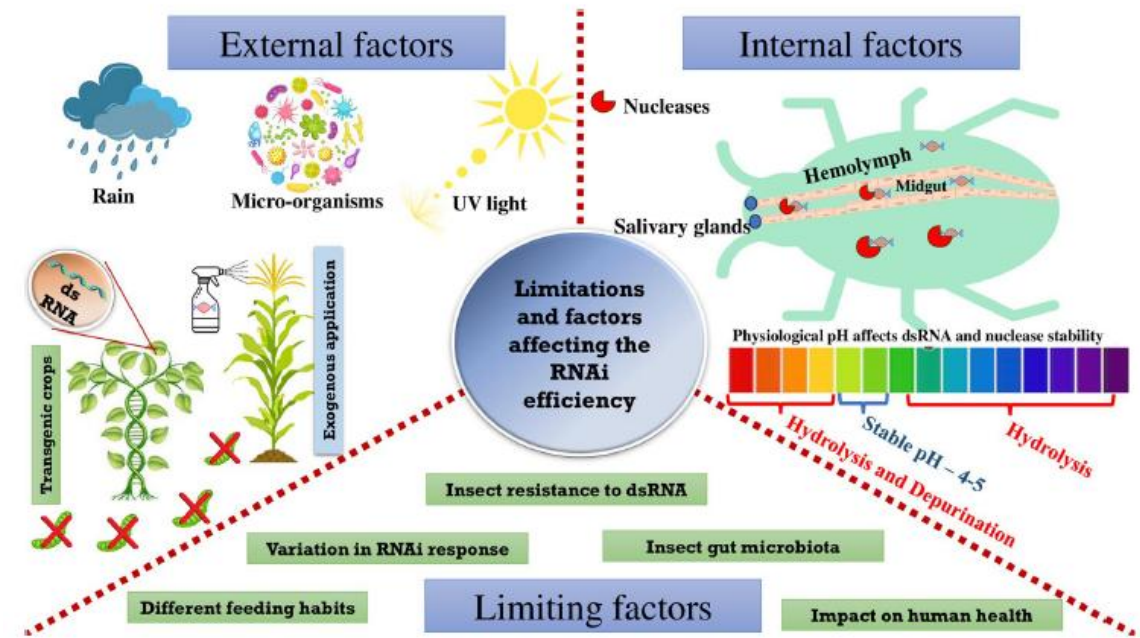 External factors
Internal factors
Rain
Micro-organisms
UV light
Nucleases
Hemolymph
Midgut
Salivary glands
ds
RNA
Transgenic crops
Exogenous application
Limitations
and factors
affecting the
RNAi
efficiency
Physiological pH affects dsRNA and nuclease stability
Hydrolysis and Depurination
Stable pH – 4-5
Hydrolysis
Insect resistance to dsRNA
Variation in RNAi response
Insect gut microbiota
Different feeding habits
Limiting factors
Impact on human health